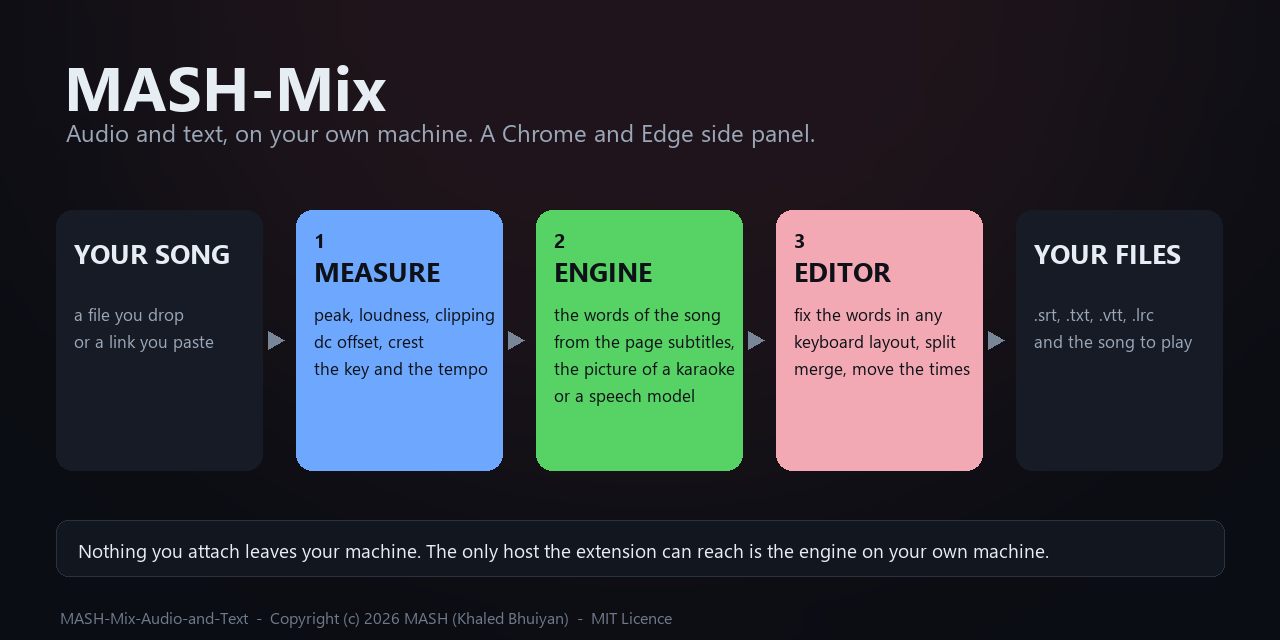 MASH-Mix
Audio and text, on your own machine. A Chrome and Edge side panel.
YOUR SONG
a file you drop
or a link you paste
1
MEASURE
peak, loudness, clipping
dc offset, crest
the key and the tempo
2
ENGINE
the words of the song
from the page subtitles,
the picture of a karaoke
or a speech model
3
EDITOR
fix the words in any
keyboard layout, split
merge, move the times
YOUR FILES
.srt, .txt, .vtt, .lrc
and the song to play
Nothing you attach leaves your machine. The only host the extension can reach is the engine on your own machine.
MASH-Mix-Audio-and-Text - Copyright (c) 2026 MASH (Khaled Bhuiyan) - MIT Licence